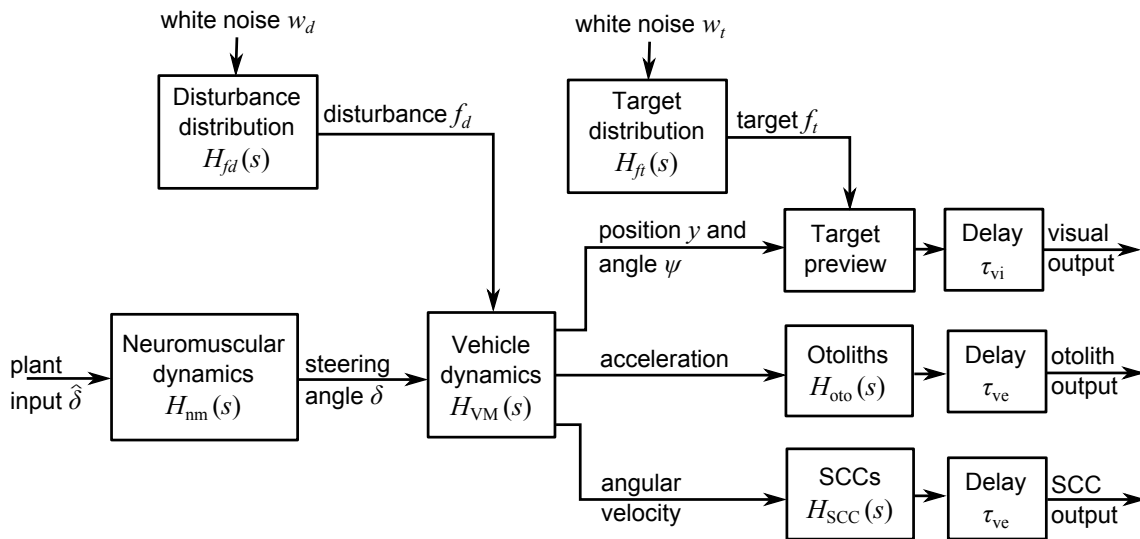 white noise w_d
white noise w_t
Disturbance
distribution
H_fd(s)
disturbance f_d
Target
distribution
H_ft(s)
target f_t
position y and
angle ψ
Target
preview
Delay
τ_vi
visual
output
plant
input δ̂
Neuromuscular
dynamics
H_nm(s)
steering
angle δ
Vehicle
dynamics
H_VM(s)
acceleration
Otoliths
H_oto(s)
Delay
τ_ve
otolith
output
angular
velocity
SCCs
H_SCC(s)
Delay
τ_ve
SCC
output